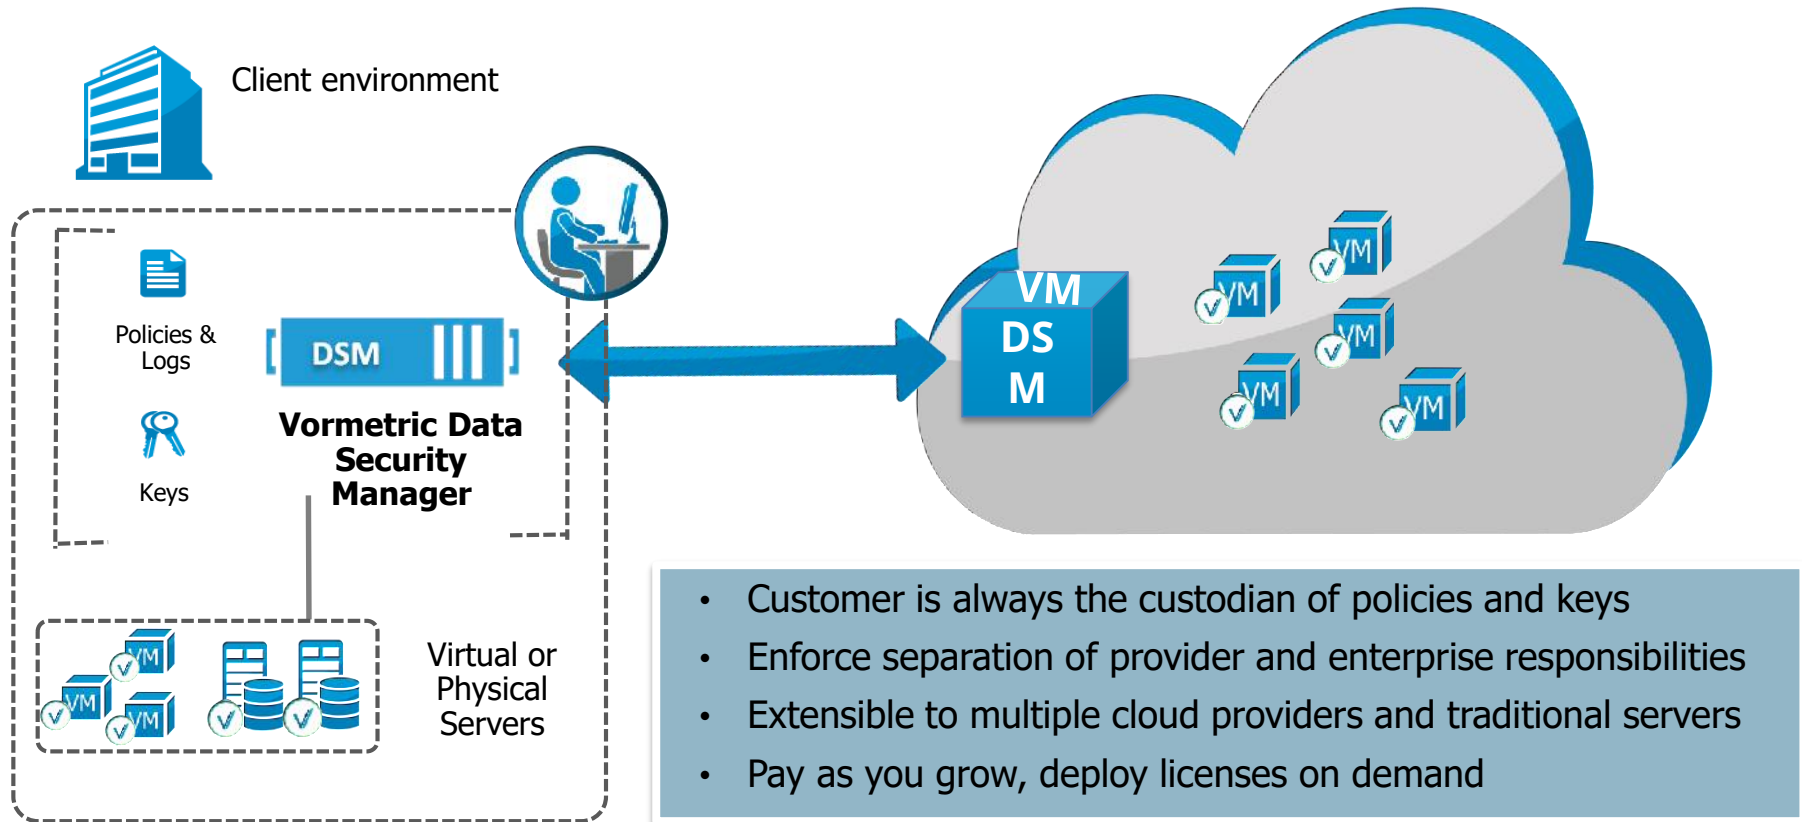 Client environment
Policies &
Logs
Keys
DSM
Vormetric Data
Security
Manager
VM
VM
VM
Virtual or
Physical
Servers
VM
DS
M
VM
VM
VM
VM
VM
• Customer is always the custodian of policies and keys
• Enforce separation of provider and enterprise responsibilities
• Extensible to multiple cloud providers and traditional servers
• Pay as you grow, deploy licenses on demand